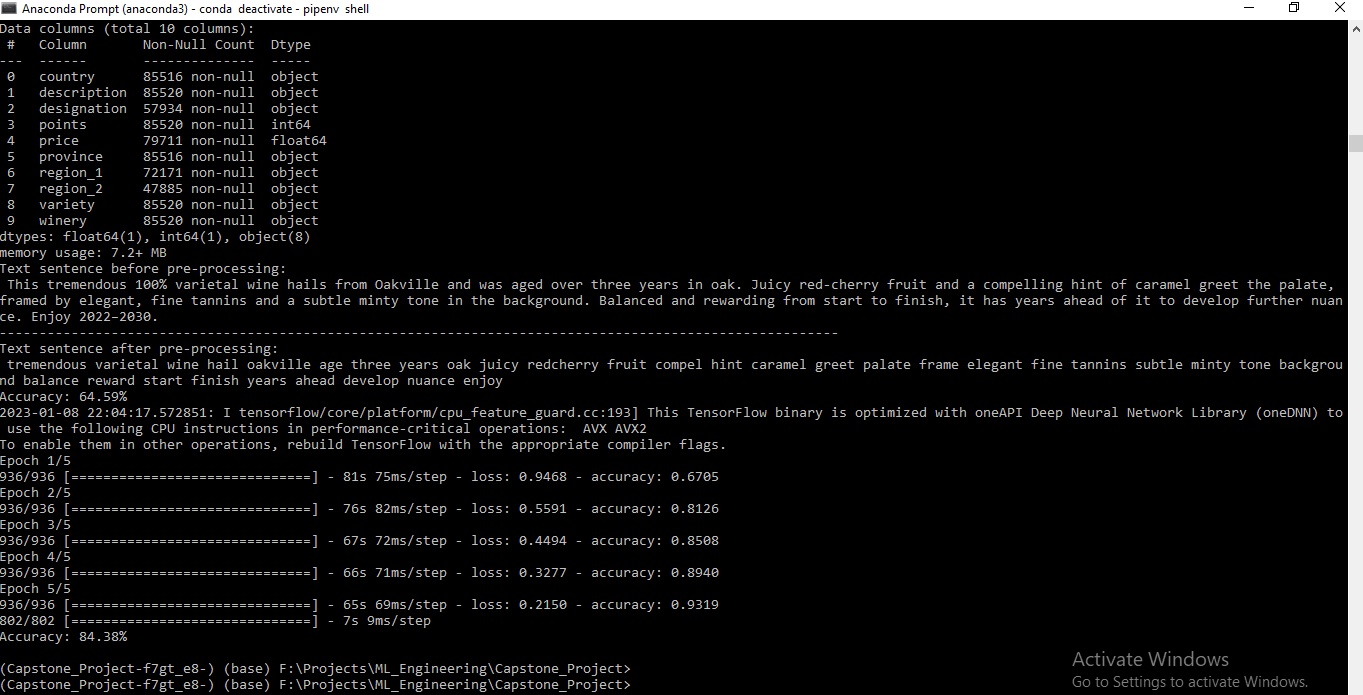 Anaconda Prompt (anaconda3) - conda deactivate - pipenv shell
Data columns (total 10 columns):
 #   Column       Non-Null Count  Dtype
---  ------       --------------  -----
 0   country      85516 non-null  object
 1   description  85520 non-null  object
 2   designation  57934 non-null  object
 3   points       85520 non-null  int64
 4   price        79711 non-null  float64
 5   province     85516 non-null  object
 6   region_1     72171 non-null  object
 7   region_2     47885 non-null  object
 8   variety      85520 non-null  object
 9   winery       85520 non-null  object
dtypes: float64(1), int64(1), object(8)
memory usage: 7.2+ MB
Text sentence before pre-processing:
 This tremendous 100% varietal wine hails from Oakville and was aged over three years in oak. Juicy red-cherry fruit and a compelling hint of caramel greet the palate,
framed by elegant, fine tannins and a subtle minty tone in the background. Balanced and rewarding from start to finish, it has years ahead of it to develop further nuan
ce. Enjoy 2022–2030.
---------------------------------------------------------------------------------------------------------
Text sentence after pre-processing:
 tremendous varietal wine hail oakville age three years oak juicy redcherry fruit compel hint caramel greet palate frame elegant fine tannins subtle minty tone backgrou
nd balance reward start finish years ahead develop nuance enjoy
Accuracy: 64.59%
2023-01-08 22:04:17.572851: I tensorflow/core/platform/cpu_feature_guard.cc:193] This TensorFlow binary is optimized with oneAPI Deep Neural Network Library (oneDNN) to
 use the following CPU instructions in performance-critical operations:  AVX AVX2
To enable them in other operations, rebuild TensorFlow with the appropriate compiler flags.
Epoch 1/5
936/936 [==============================] - 81s 75ms/step - loss: 0.9468 - accuracy: 0.6705
Epoch 2/5
936/936 [==============================] - 76s 82ms/step - loss: 0.5591 - accuracy: 0.8126
Epoch 3/5
936/936 [==============================] - 67s 72ms/step - loss: 0.4494 - accuracy: 0.8508
Epoch 4/5
936/936 [==============================] - 66s 71ms/step - loss: 0.3277 - accuracy: 0.8940
Epoch 5/5
936/936 [==============================] - 65s 69ms/step - loss: 0.2150 - accuracy: 0.9319
802/802 [==============================] - 7s 9ms/step
Accuracy: 84.38%
(Capstone_Project-f7gt_e8-) (base) F:\Projects\ML_Engineering\Capstone_Project>
(Capstone_Project-f7gt_e8-) (base) F:\Projects\ML_Engineering\Capstone_Project>
Activate Windows
Go to Settings to activate Windows.